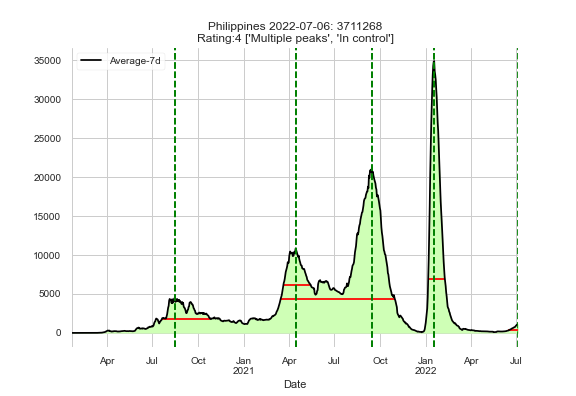 Philippines 2022-07-06: 3711268
Rating:4 ['Multiple peaks', 'In control']
Average-7d
35000
30000
25000
20000
15000
10000
5000
0
Apr Jul Oct Jan Apr Jul Oct Jan Apr Jul
2021 2022
Date